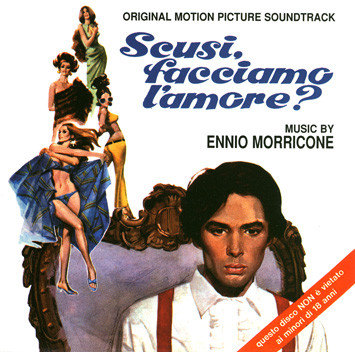 ORIGINAL MOTION PICTURE SOUNDTRACK
Scusi,
facciamo
l'amore?
MUSIC BY
ENNIO MORRICONE
questo disco NON è vietato
ai minori di 18 anni